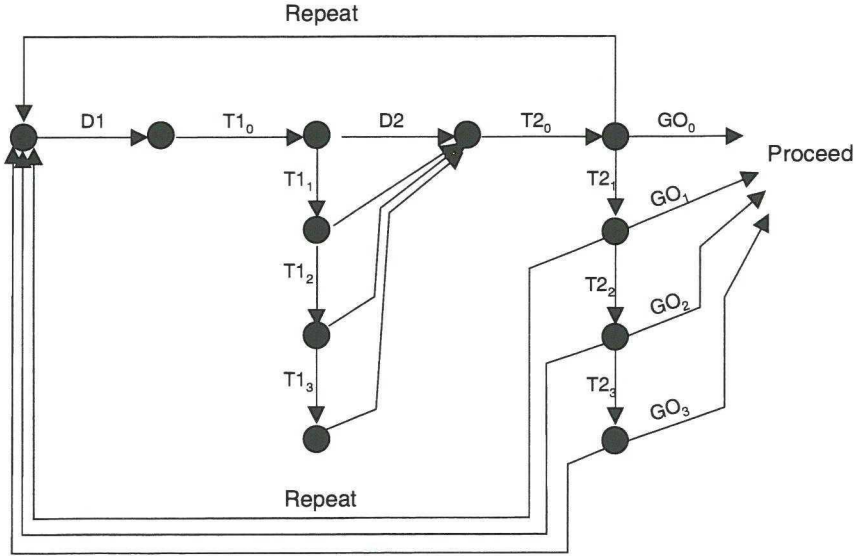 Repeat
D1
T1₀
D2
T2₀
GO₀
Proceed
T1₁
T2₁
GO₁
T1₂
T2₂
GO₂
T1₃
T2₃
GO₃
Repeat